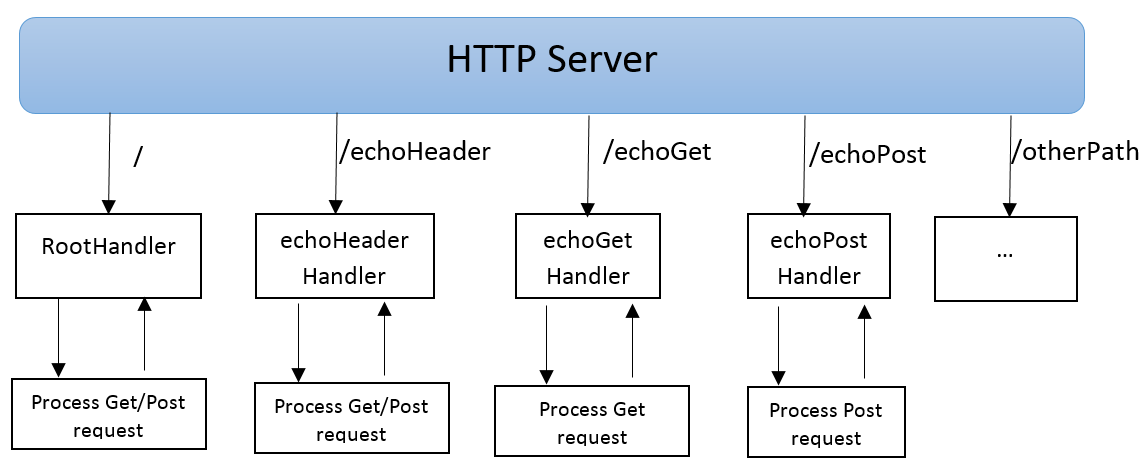 HTTP Server
/
/echoHeader
/echoGet
/echoPost
/otherPath
RootHandler
echoHeader
Handler
echoGet
Handler
echoPost
Handler
...
Process Get/Post
request
Process Get/Post
request
Process Get
request
Process Post
request